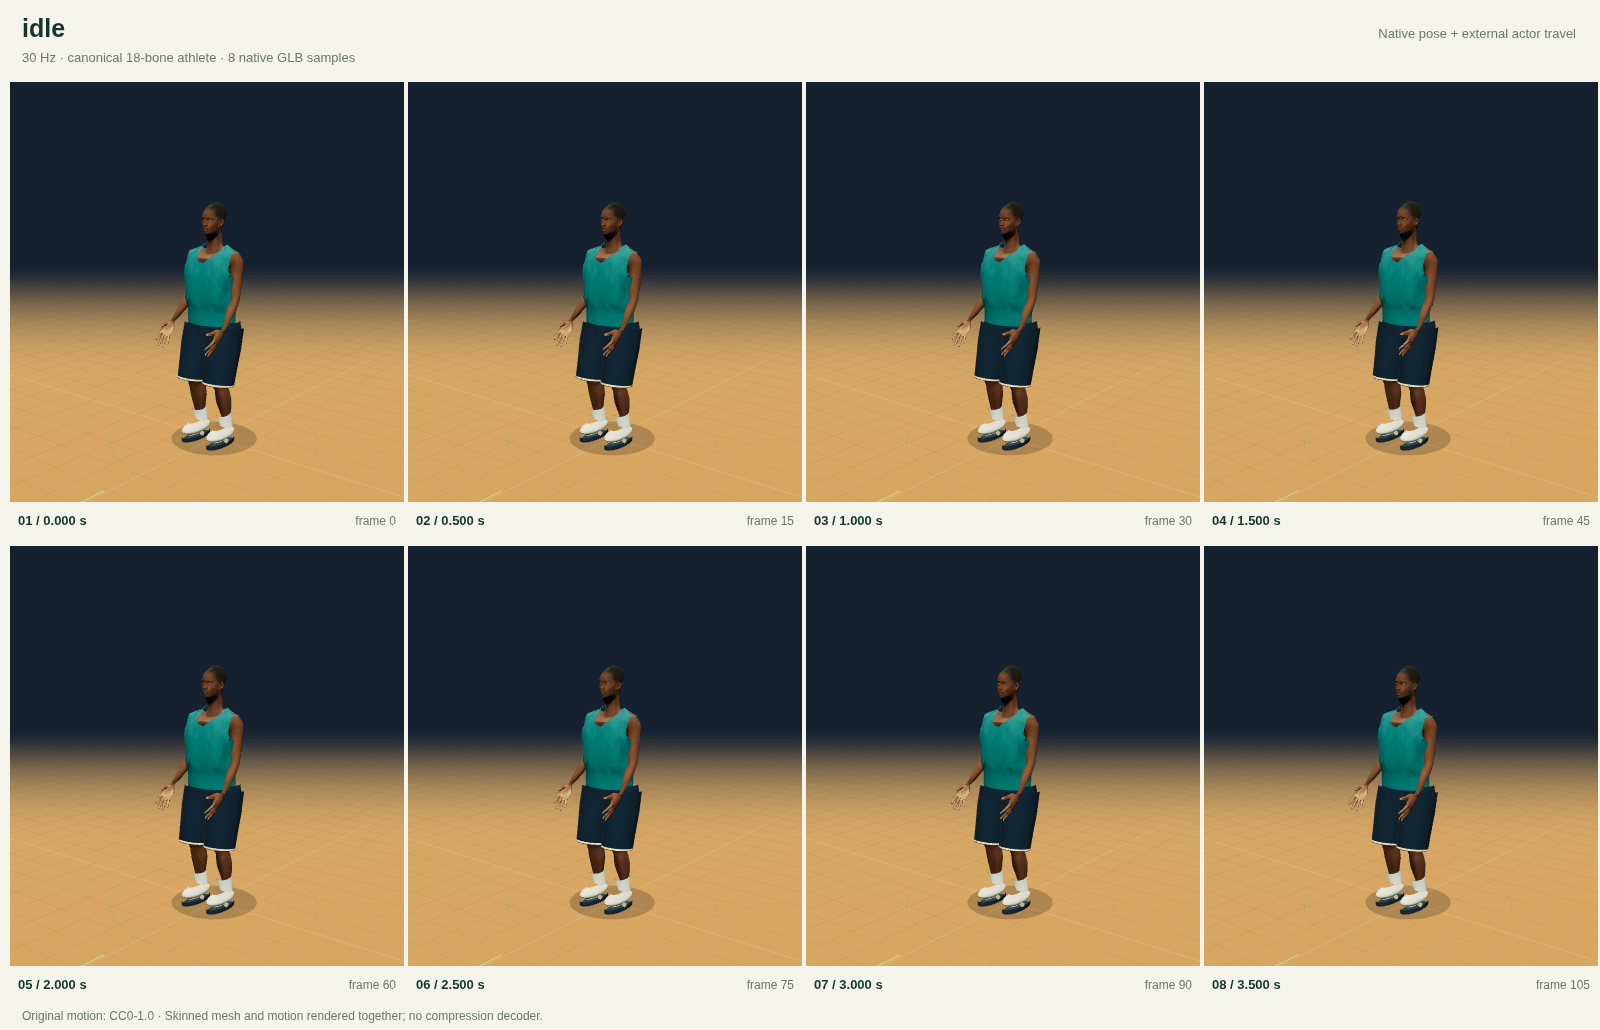 idle
30 Hz · canonical 18-bone athlete · 8 native GLB samples
Native pose + external actor travel
01 / 0.000 s frame 0
02 / 0.500 s frame 15
03 / 1.000 s frame 30
04 / 1.500 s frame 45
05 / 2.000 s frame 60
06 / 2.500 s frame 75
07 / 3.000 s frame 90
08 / 3.500 s frame 105
Original motion: CC0-1.0 · Skinned mesh and motion rendered together; no compression decoder.